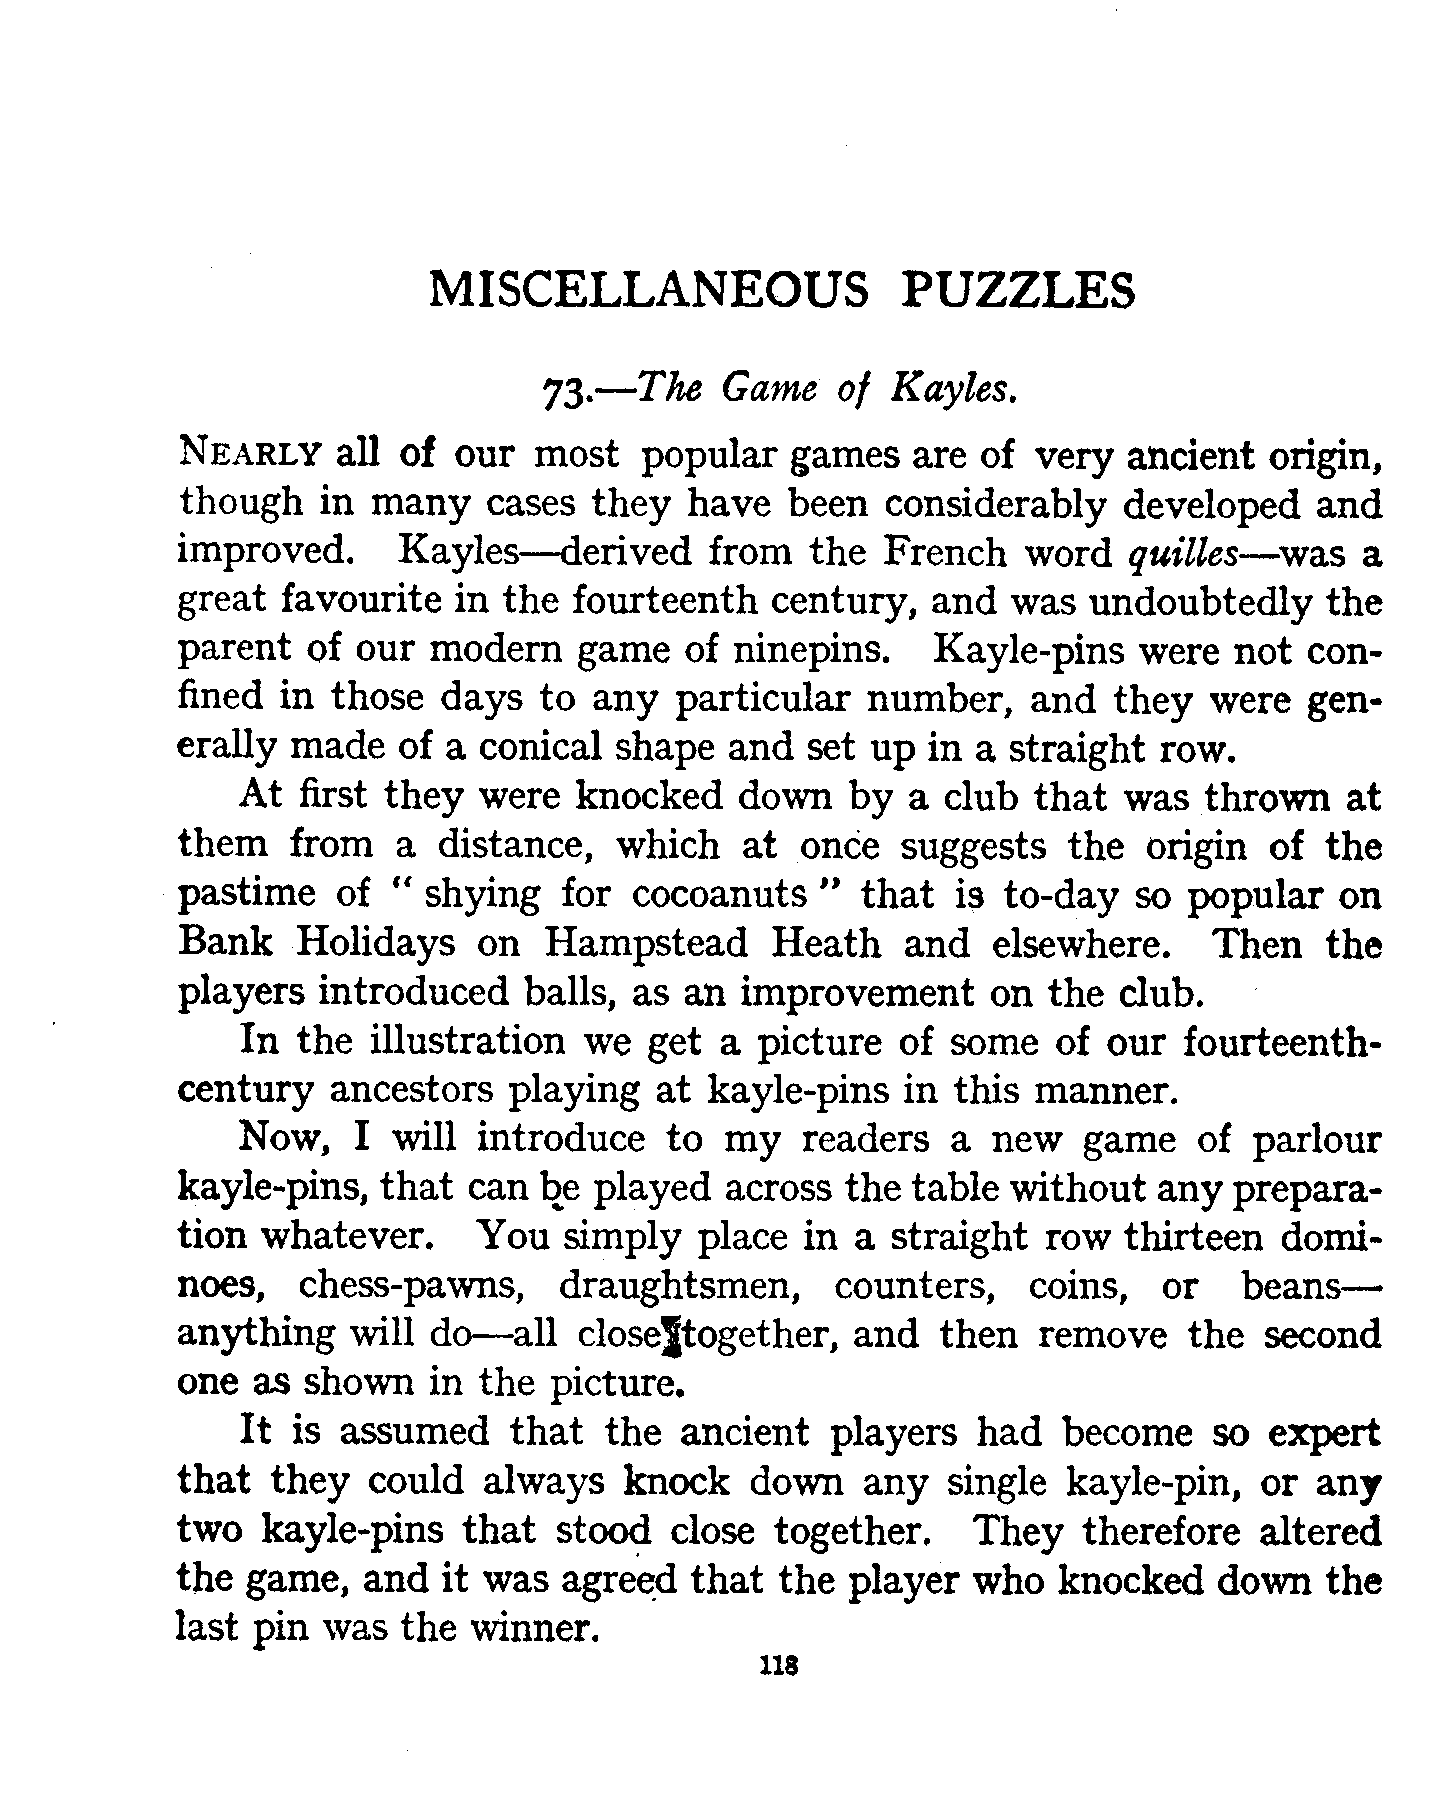 MISCELLANEOUS PUZZLES
73.—The Game of Kayles.
NEARLY all of our most popular games are of very ancient origin,
though in many cases they have been considerably developed and
improved. Kayles—derived from the French word quilles—was a
great favourite in the fourteenth century, and was undoubtedly the
parent of our modern game of ninepins. Kayle-pins were not con-
fined in those days to any particular number, and they were gen-
erally made of a conical shape and set up in a straight row.
At first they were knocked down by a club that was thrown at
them from a distance, which at once suggests the origin of the
pastime of “ shying for cocoanuts ” that is to-day so popular on
Bank Holidays on Hampstead Heath and elsewhere. Then the
players introduced balls, as an improvement on the club.
In the illustration we get a picture of some of our fourteenth-
century ancestors playing at kayle-pins in this manner.
Now, I will introduce to my readers a new game of parlour
kayle-pins, that can be played across the table without any prepara-
tion whatever. You simply place in a straight row thirteen domi-
noes, chess-pawns, draughtsmen, counters, coins, or beans—
anything will do—all close together, and then remove the second
one as shown in the picture.
It is assumed that the ancient players had become so expert
that they could always knock down any single kayle-pin, or any
two kayle-pins that stood close together. They therefore altered
the game, and it was agreed that the player who knocked down the
last pin was the winner.
118